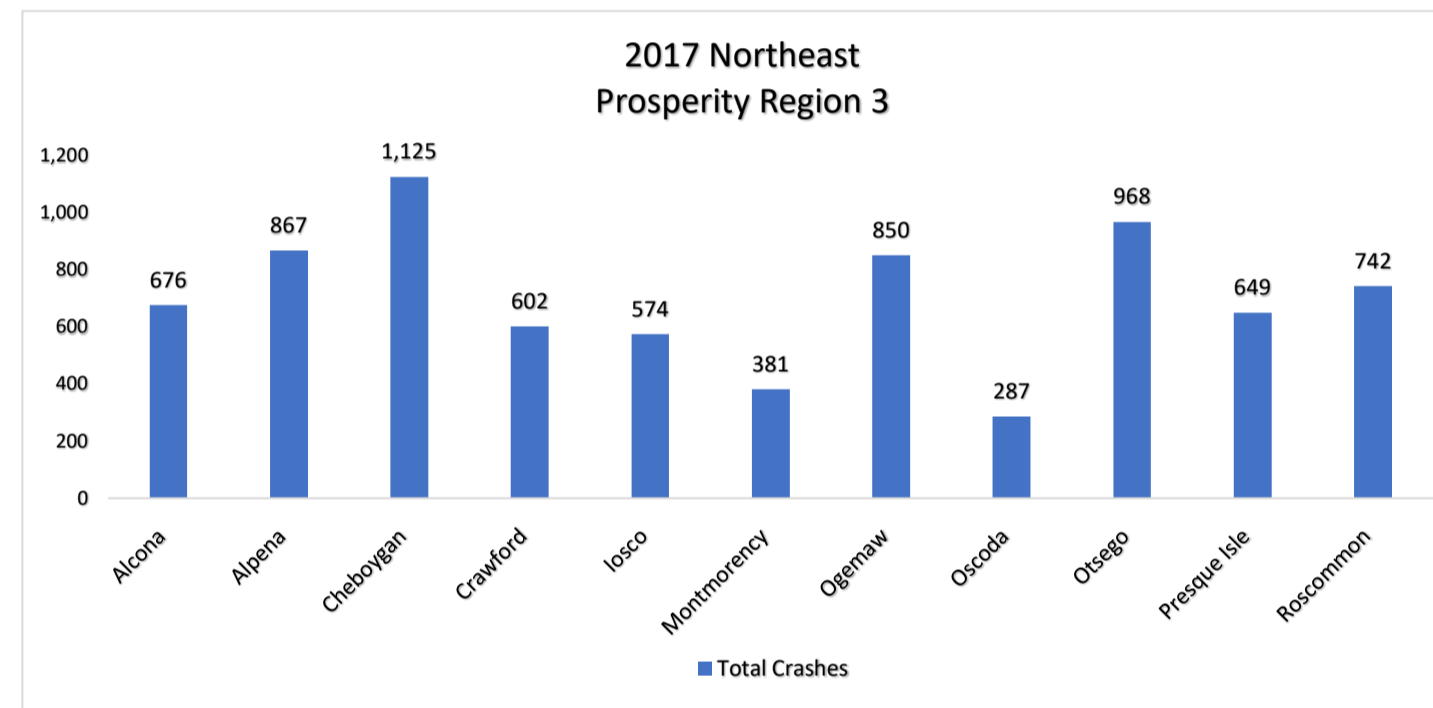 2017 Northeast
Prosperity Region 3
1,200
1,000
800
600
400
200
0
676
867
1,125
602
574
381
850
287
968
649
742
Alcona
Alpena
Cheboygan
Crawford
Iosco
Montmorency
Ogemaw
Oscoda
Otsego
Presque Isle
Roscommon
Total Crashes